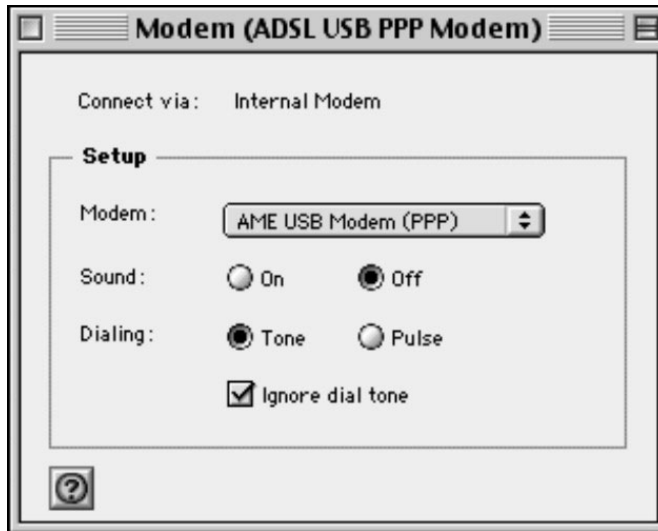 Modem (ADSL USB PPP Modem)
Connect via: Internal Modem
Setup
Modem: AME USB Modem (PPP)
Sound: On Off
Dialing: Tone Pulse
Ignore dial tone
?